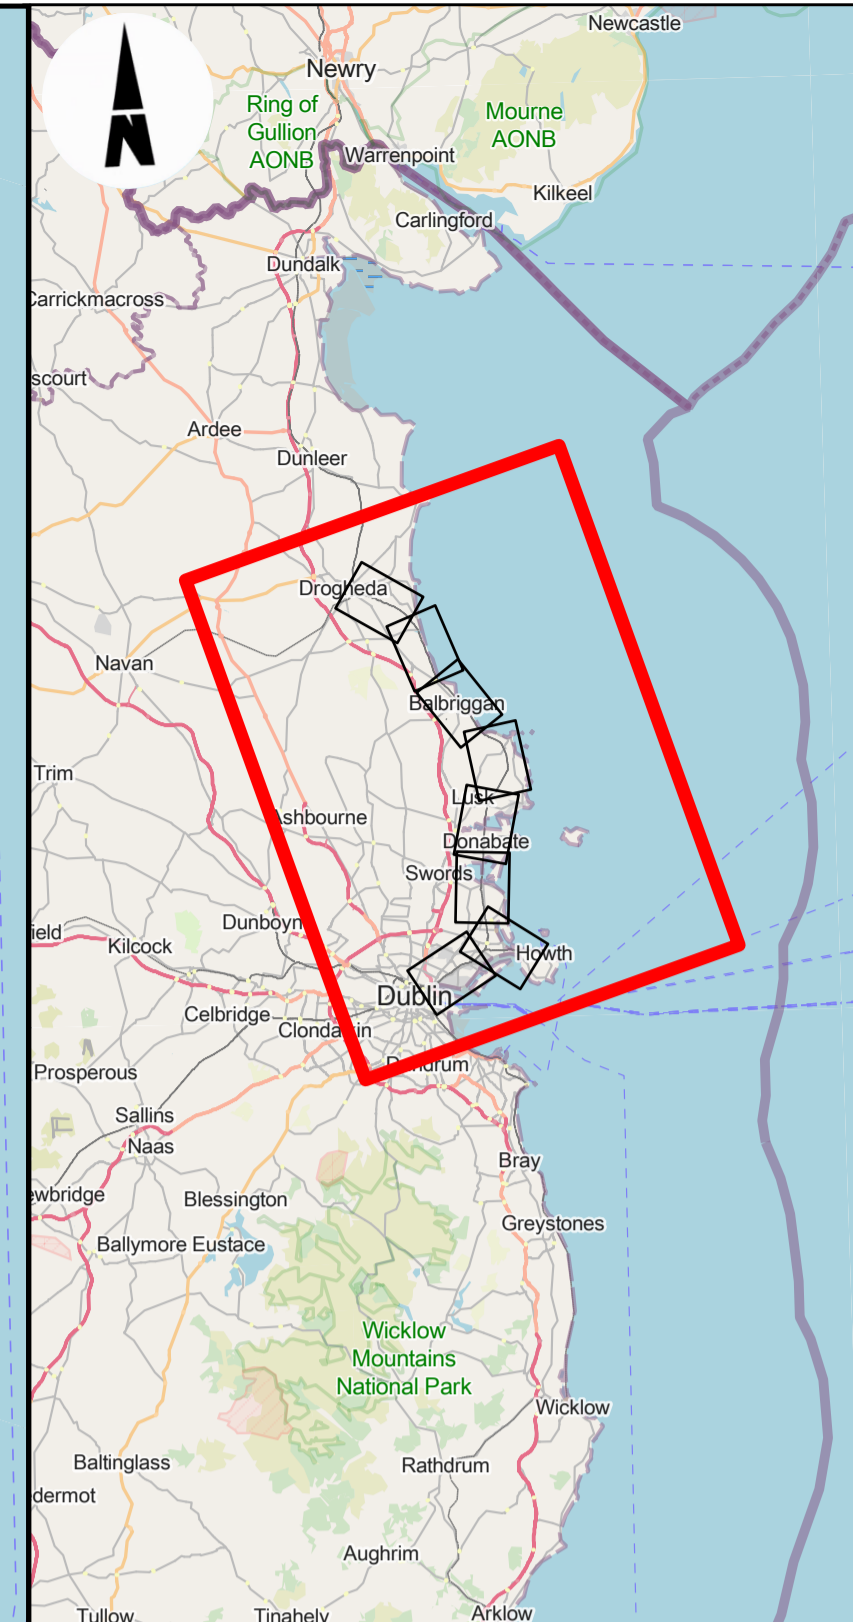 Newcastle
Newry
Ring of
Gullion
AONB
Mourne
AONB
N
Warrenpoint
Kilkeel
Carlingford
Dundalk
Carrickmacross
scourt
Ardee
Dunleer
Drogheda
Navan
Balbriggan
Trim
Lusk
Ashbourne
Donabate
Swords
Dunboyn
ield
Kilcock
Howth
Dublin
Celbridge
Clondalkin
Dundrum
Prosperous
Sallins
Naas
Bray
ewbridge
Blessington
Greystones
Ballymore Eustace
Wicklow
Mountains
National Park
Wicklow
Baltinglass
Rathdrum
dermot
Aughrim
Tullow
Tinahely
Arklow